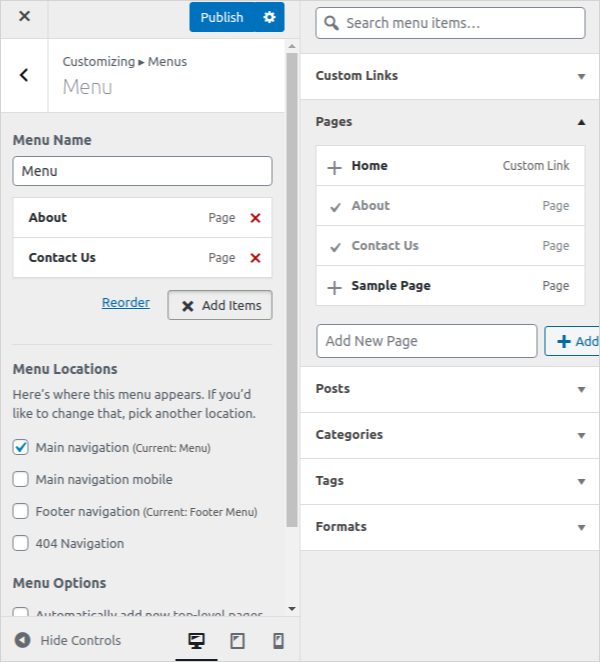 Publish
Customizing ▸ Menus
Menu
Menu Name
Menu
About Page
Contact Us Page
Reorder
Add Items
Menu Locations
Here's where this menu appears. If you'd
like to change that, pick another location.
Main navigation (Current: Menu)
Main navigation mobile
Footer navigation (Current: Footer Menu)
404 Navigation
Menu Options
Automatically add new top-level pages
Hide Controls
Search menu items…
Custom Links
Pages
Home Custom Link
About Page
Contact Us Page
Sample Page Page
Add New Page
Add
Posts
Categories
Tags
Formats